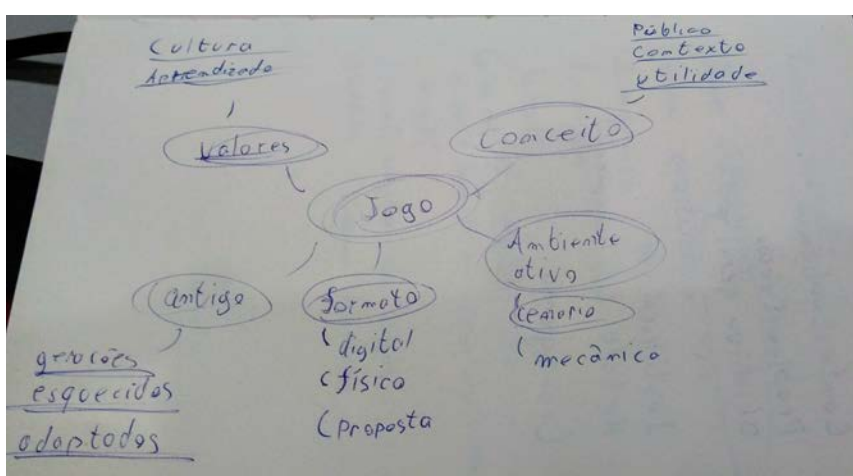 Cultura
Aprendizado
Público
Contexto
utilidade
Valores
Conceito
Jogo
Ambiente
ativo
antigo
formato
cenario
digital
mecânico
gerações
físico
esquecidos
proposta
adaptados